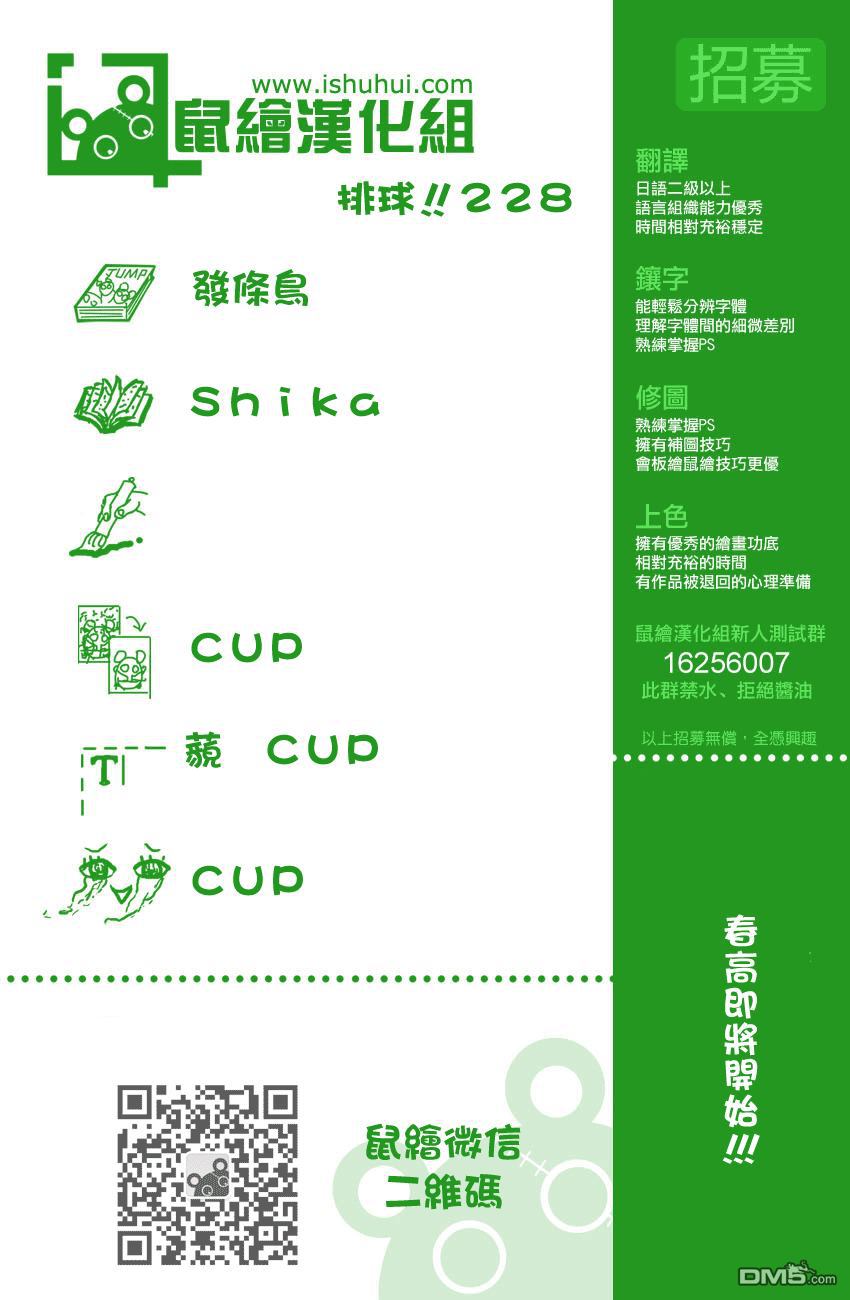 www.ishuhui.com
鼠繪漢化組
排球!!228
JUMP
發條鳥
Shika
cup
T
蘋 cup
cup
鼠繪微信
二維碼
招募
翻譯
日語二級以上
語言組織能力優秀
時間相對充裕穩定
鑲字
能輕鬆分辨字體
理解字體間的細微差別
熟練掌握PS
修圖
熟練掌握PS
擁有補圖技巧
會板繪鼠繪技巧更優
上色
擁有優秀的繪畫功底
相對充裕的時間
有作品被退回的心理準備
鼠繪漢化組新人測試群
16256007
此群禁水、拒絕醬油
以上招募無償，全憑興趣
春高即將開始!!!
DM5.com